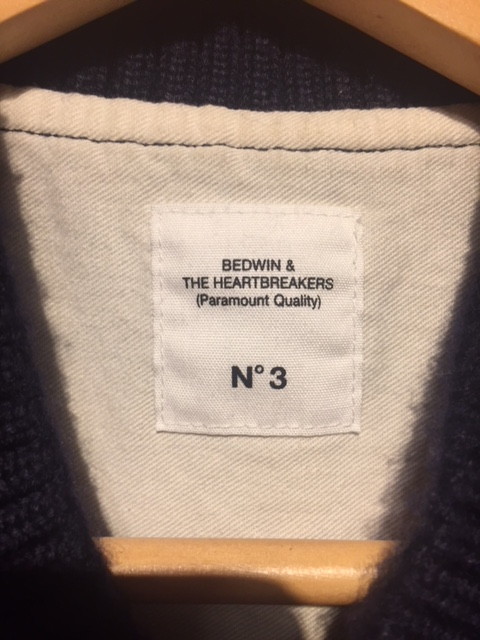 BEDWIN &
THE HEARTBREAKERS
(Paramount Quality)
N° 3